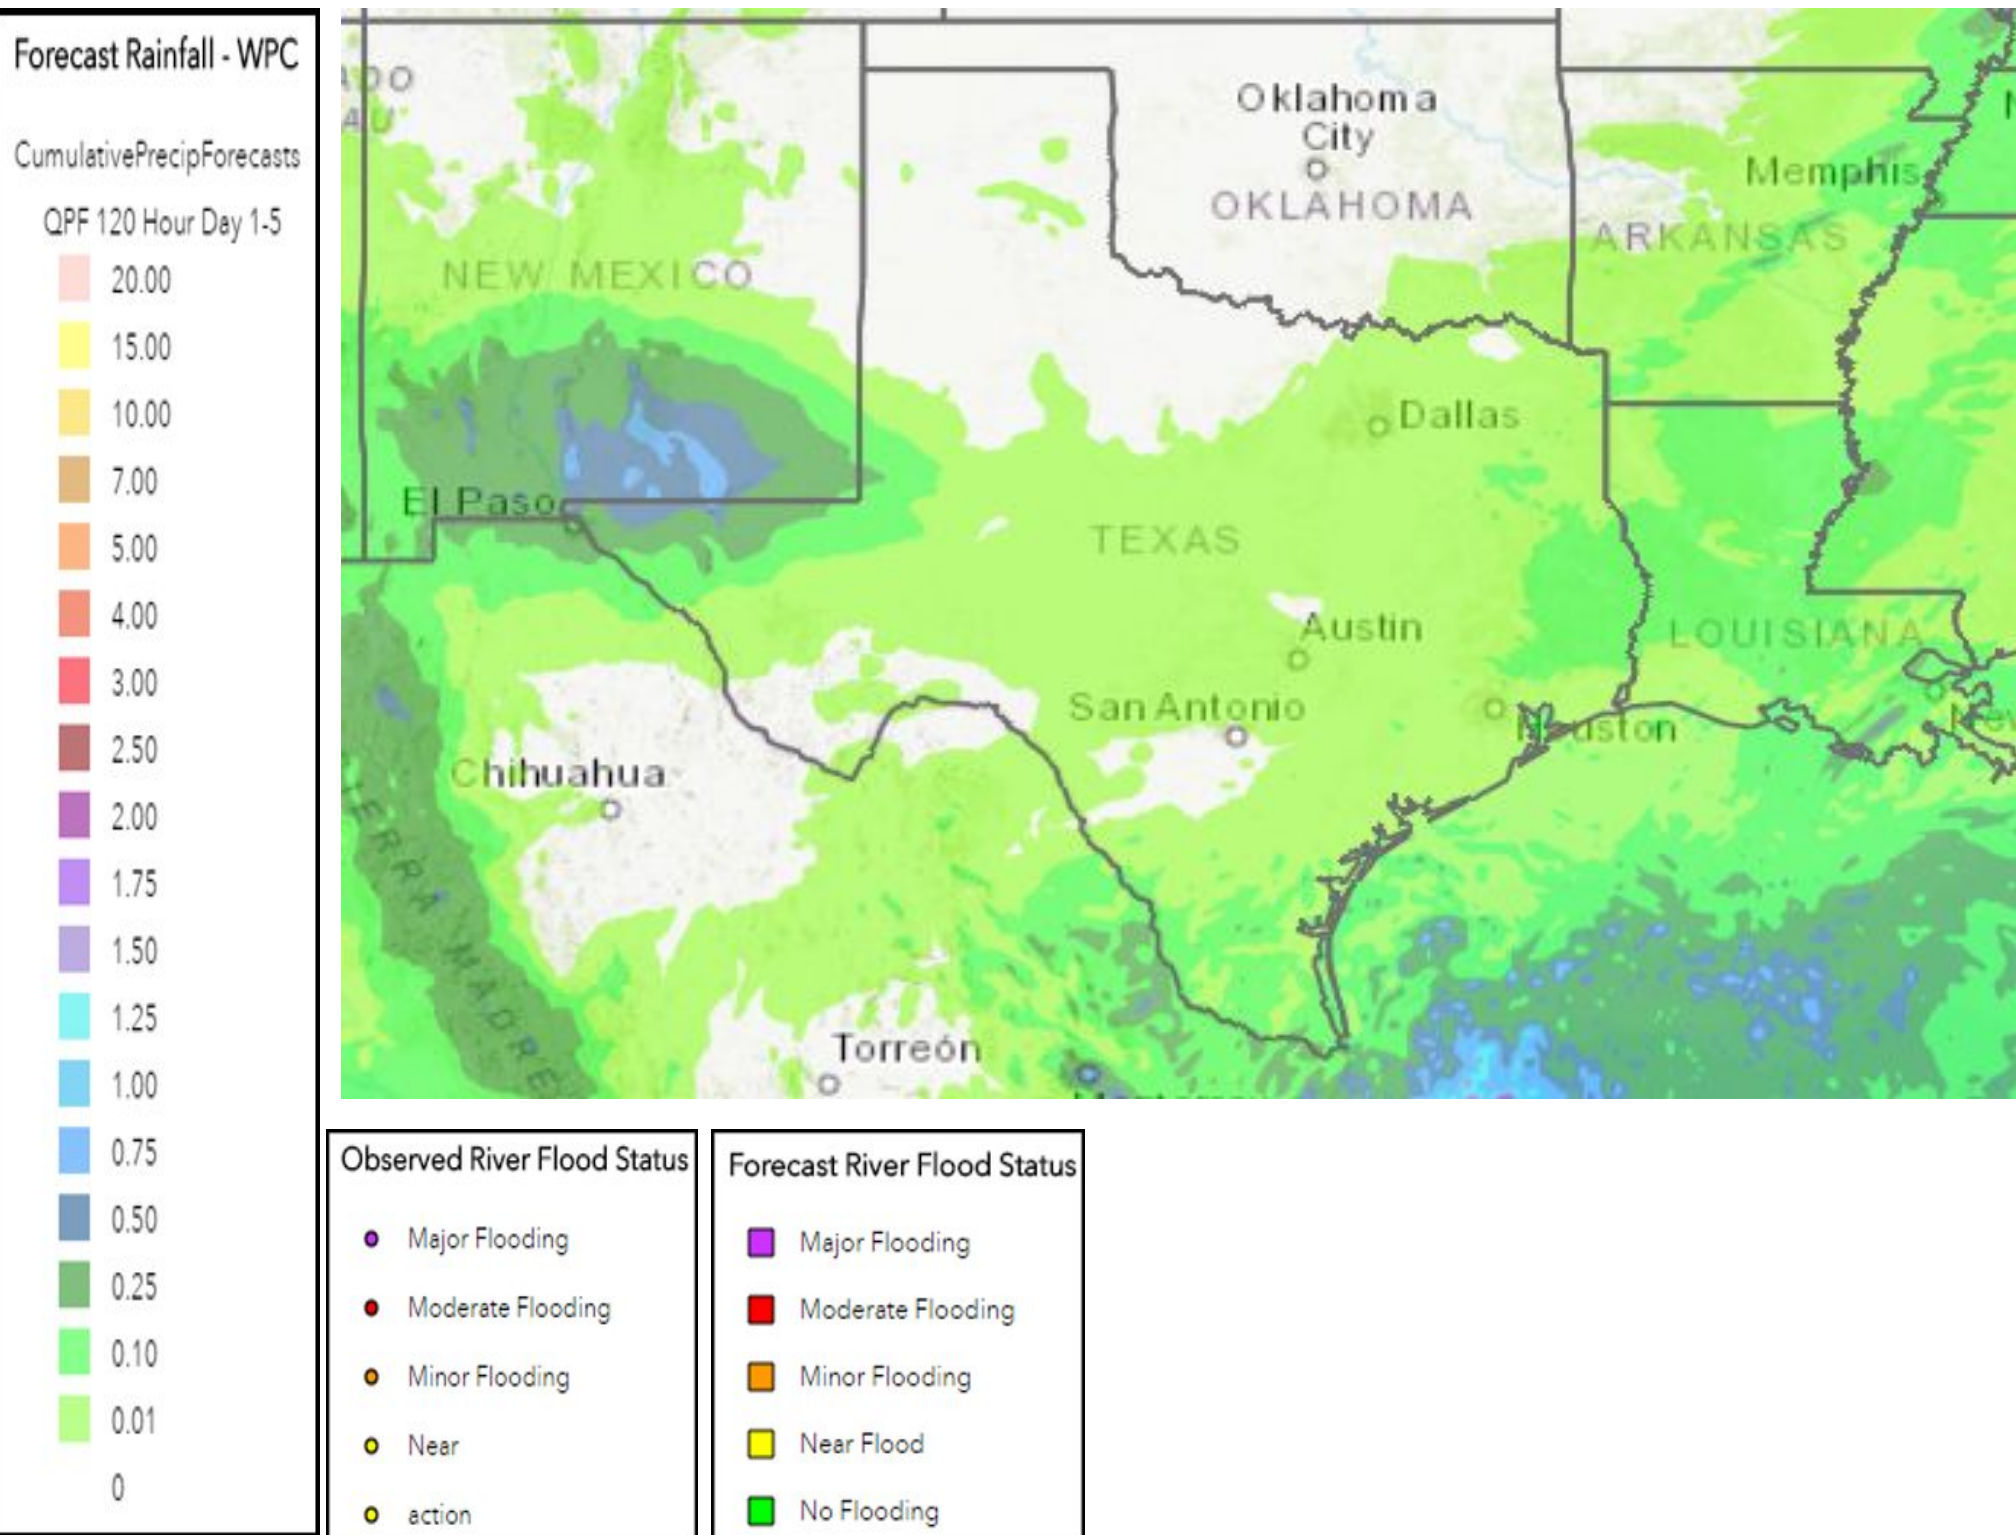 Forecast Rainfall - WPC
CumulativePrecipForecasts
QPF 120 Hour Day 1-5
20.00
15.00
10.00
7.00
5.00
4.00
3.00
2.50
2.00
1.75
1.50
1.25
1.00
0.75
0.50
0.25
0.10
0.01
0
Oklahoma
City
OKLAHOMA
Memphis
ARKANSAS
NEW MEXICO
Dallas
El Paso
TEXAS
Austin
LOUISIANA
San Antonio
Houston
Chihuahua
MADRE
Torreón
Observed River Flood Status
Major Flooding
Moderate Flooding
Minor Flooding
Near
action
Forecast River Flood Status
Major Flooding
Moderate Flooding
Minor Flooding
Near Flood
No Flooding